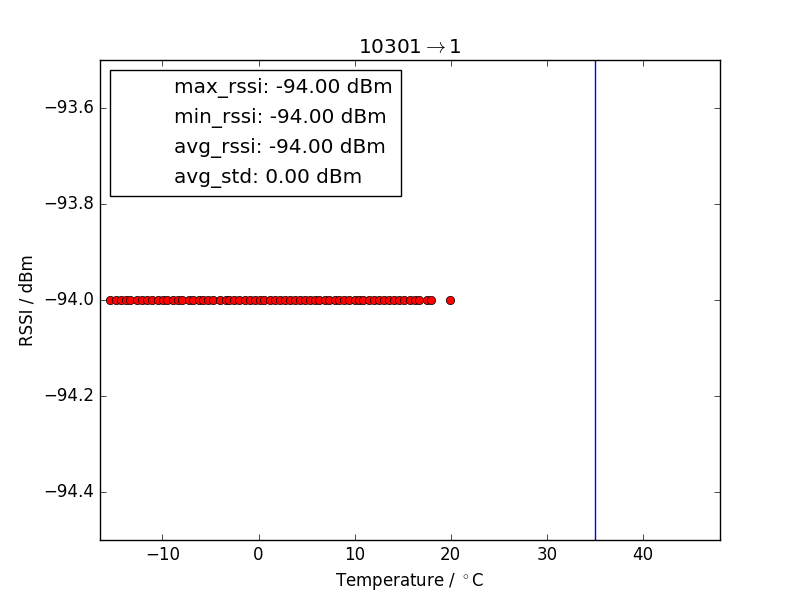 10301→1
max_rssi: -94.00 dBm
min_rssi: -94.00 dBm
avg_rssi: -94.00 dBm
avg_std: 0.00 dBm
−93.6
−93.8
−94.0
−94.2
−94.4
RSSI / dBm
−10 0 10 20 30 40
Temperature / °C